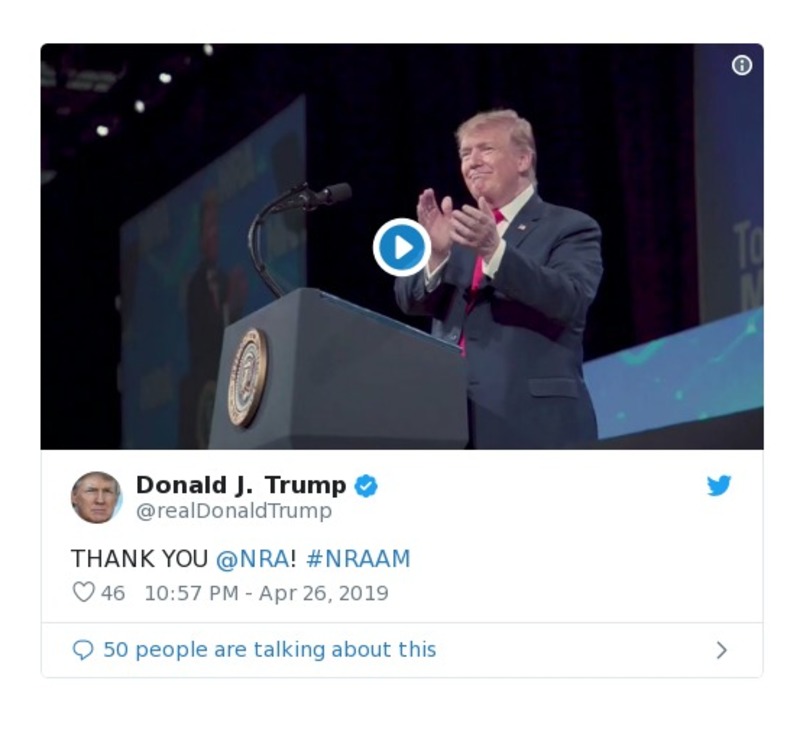 To
M
Donald J. Trump
@realDonaldTrump
THANK YOU @NRA! #NRAAM
46 10:57 PM - Apr 26, 2019
50 people are talking about this